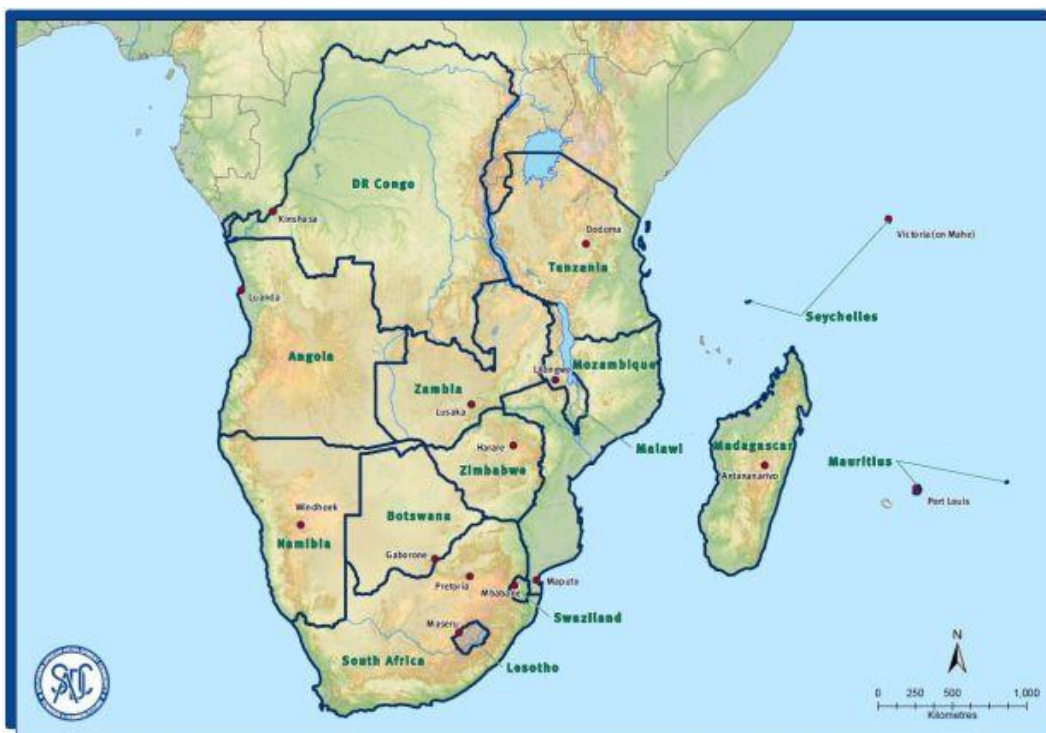 DR Congo
Kinshasa
Dodoma
Victoria (on Mahe)
Tanzania
Luanda
Seychelles
Angola
Mozambique
Lilongwe
Zambia
Lusaka
Harare
Malawi
Madagascar
Zimbabwe
Mauritius
Antananarivo
Port Louis
Windhoek
Botswana
Namibia
Gaborone
Pretoria
Mbabane
Maputo
Swaziland
Maseru
South Africa
Lesotho
N
SADC
0 250 500 1,000
Kilometres